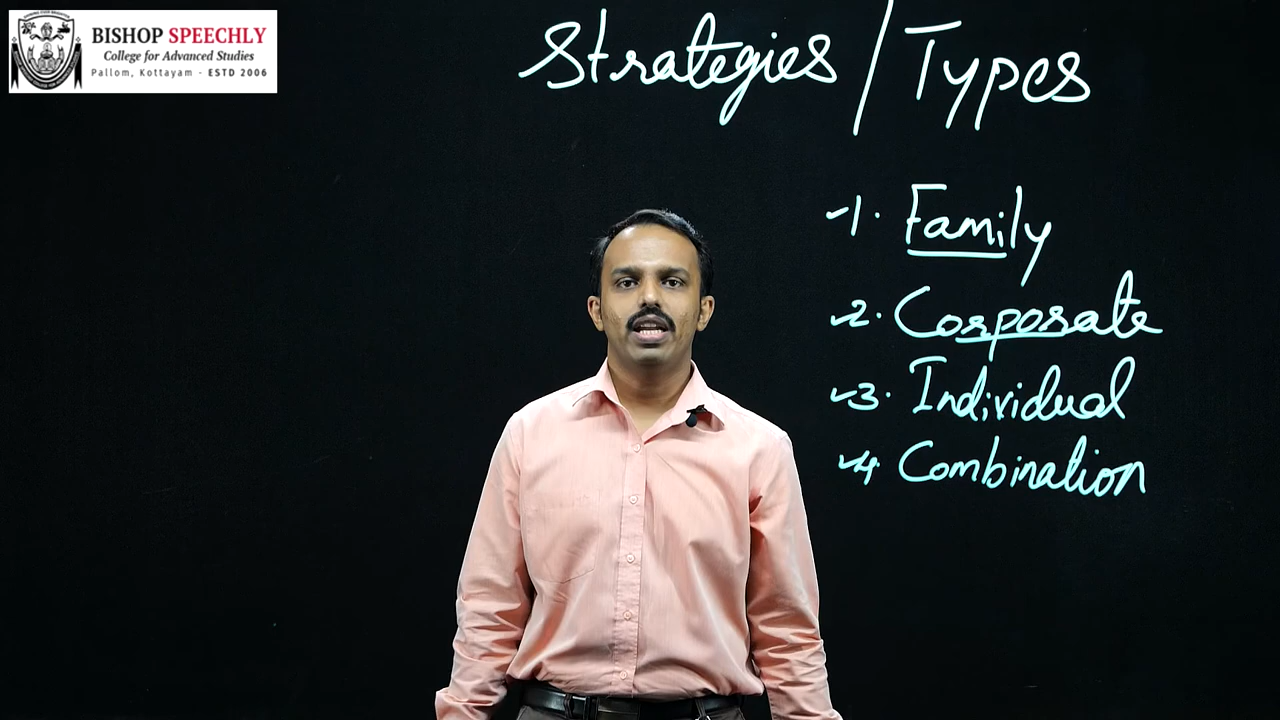 BISHOP SPEECHLY
College for Advanced Studies
Pallom, Kottayam - ESTD 2006
Strategies / Types
1. Family
2. Corporate
3. Individual
4. Combination